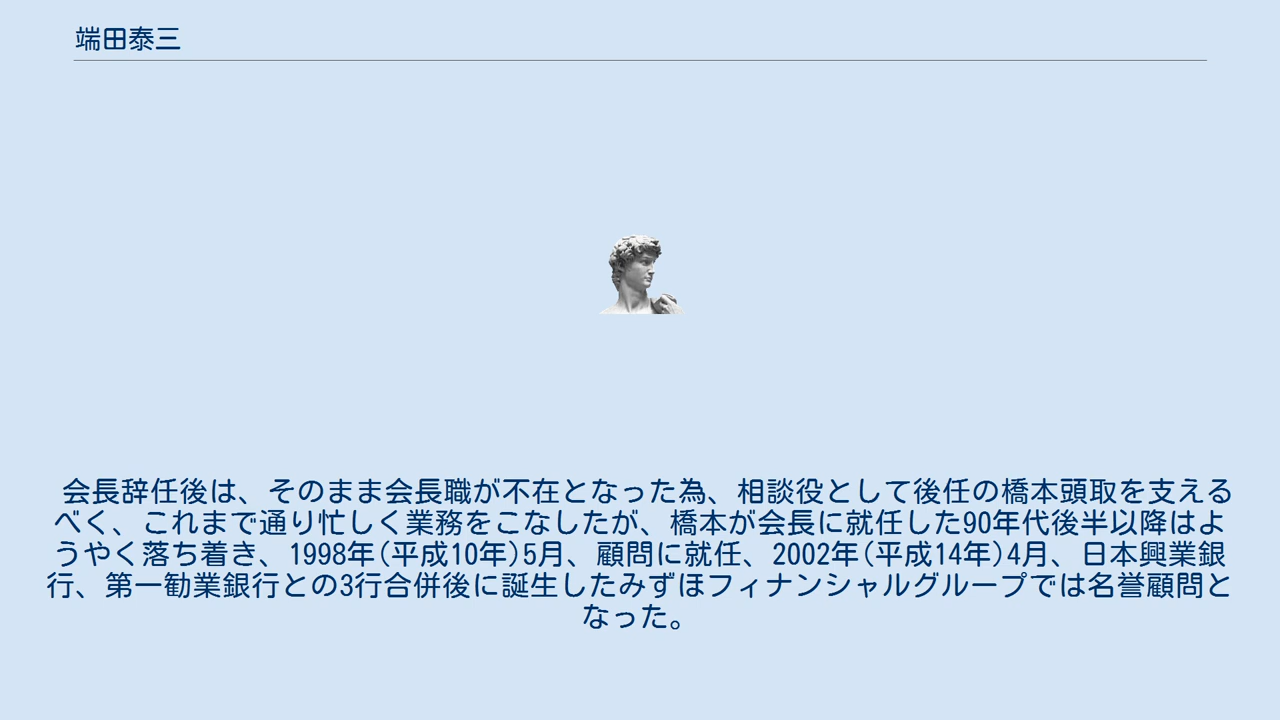 端田泰三
会長辞任後は、そのまま会長職が不在となった為、相談役として後任の橋本頭取を支える
べく、これまで通り忙しく業務をこなしたが、橋本が会長に就任した90年代後半以降はよ
うやく落ち着き、1998年(平成10年)5月、顧問に就任、2002年(平成14年)4月、日本興業銀
行、第一勧業銀行との3行合併後に誕生したみずほフィナンシャルグループでは名誉顧問と
なった。